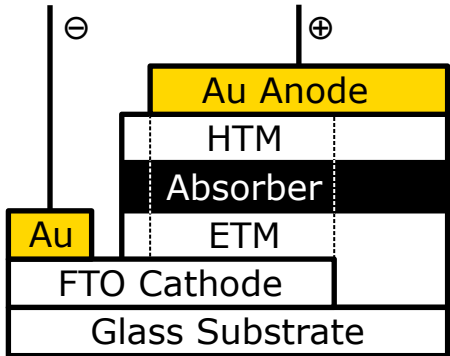 ⊖ ⊕
Au Anode
HTM
Absorber
Au ETM
FTO Cathode
Glass Substrate